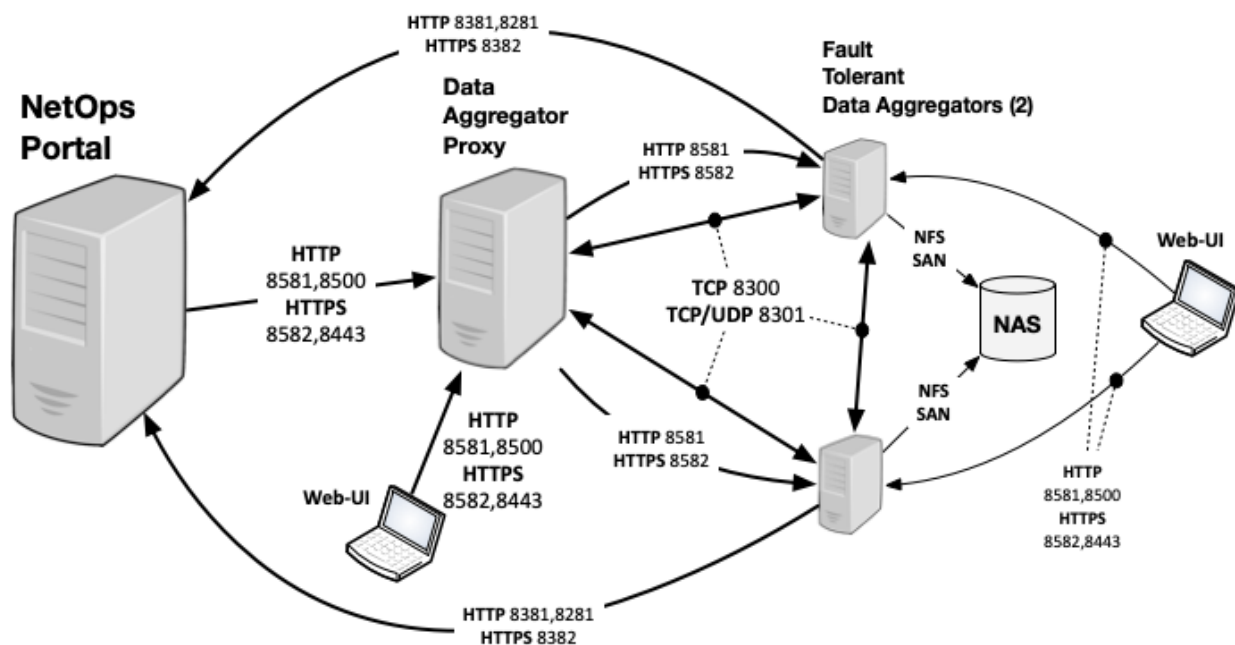 HTTP 8381,8281
HTTPS 8382
Fault
Tolerant
Data Aggregators (2)
NetOps
Portal
Data
Aggregator
Proxy
HTTP 8581
HTTPS 8582
HTTP
8581,8500
HTTPS
8582,8443
TCP 8300
TCP/UDP 8301
NFS
SAN
NAS
Web-UI
NFS
SAN
HTTP
8581,8500
HTTPS
8582,8443
Web-UI
HTTP 8581
HTTPS 8582
HTTP
8581,8500
HTTPS
8582,8443
HTTP 8381,8281
HTTPS 8382